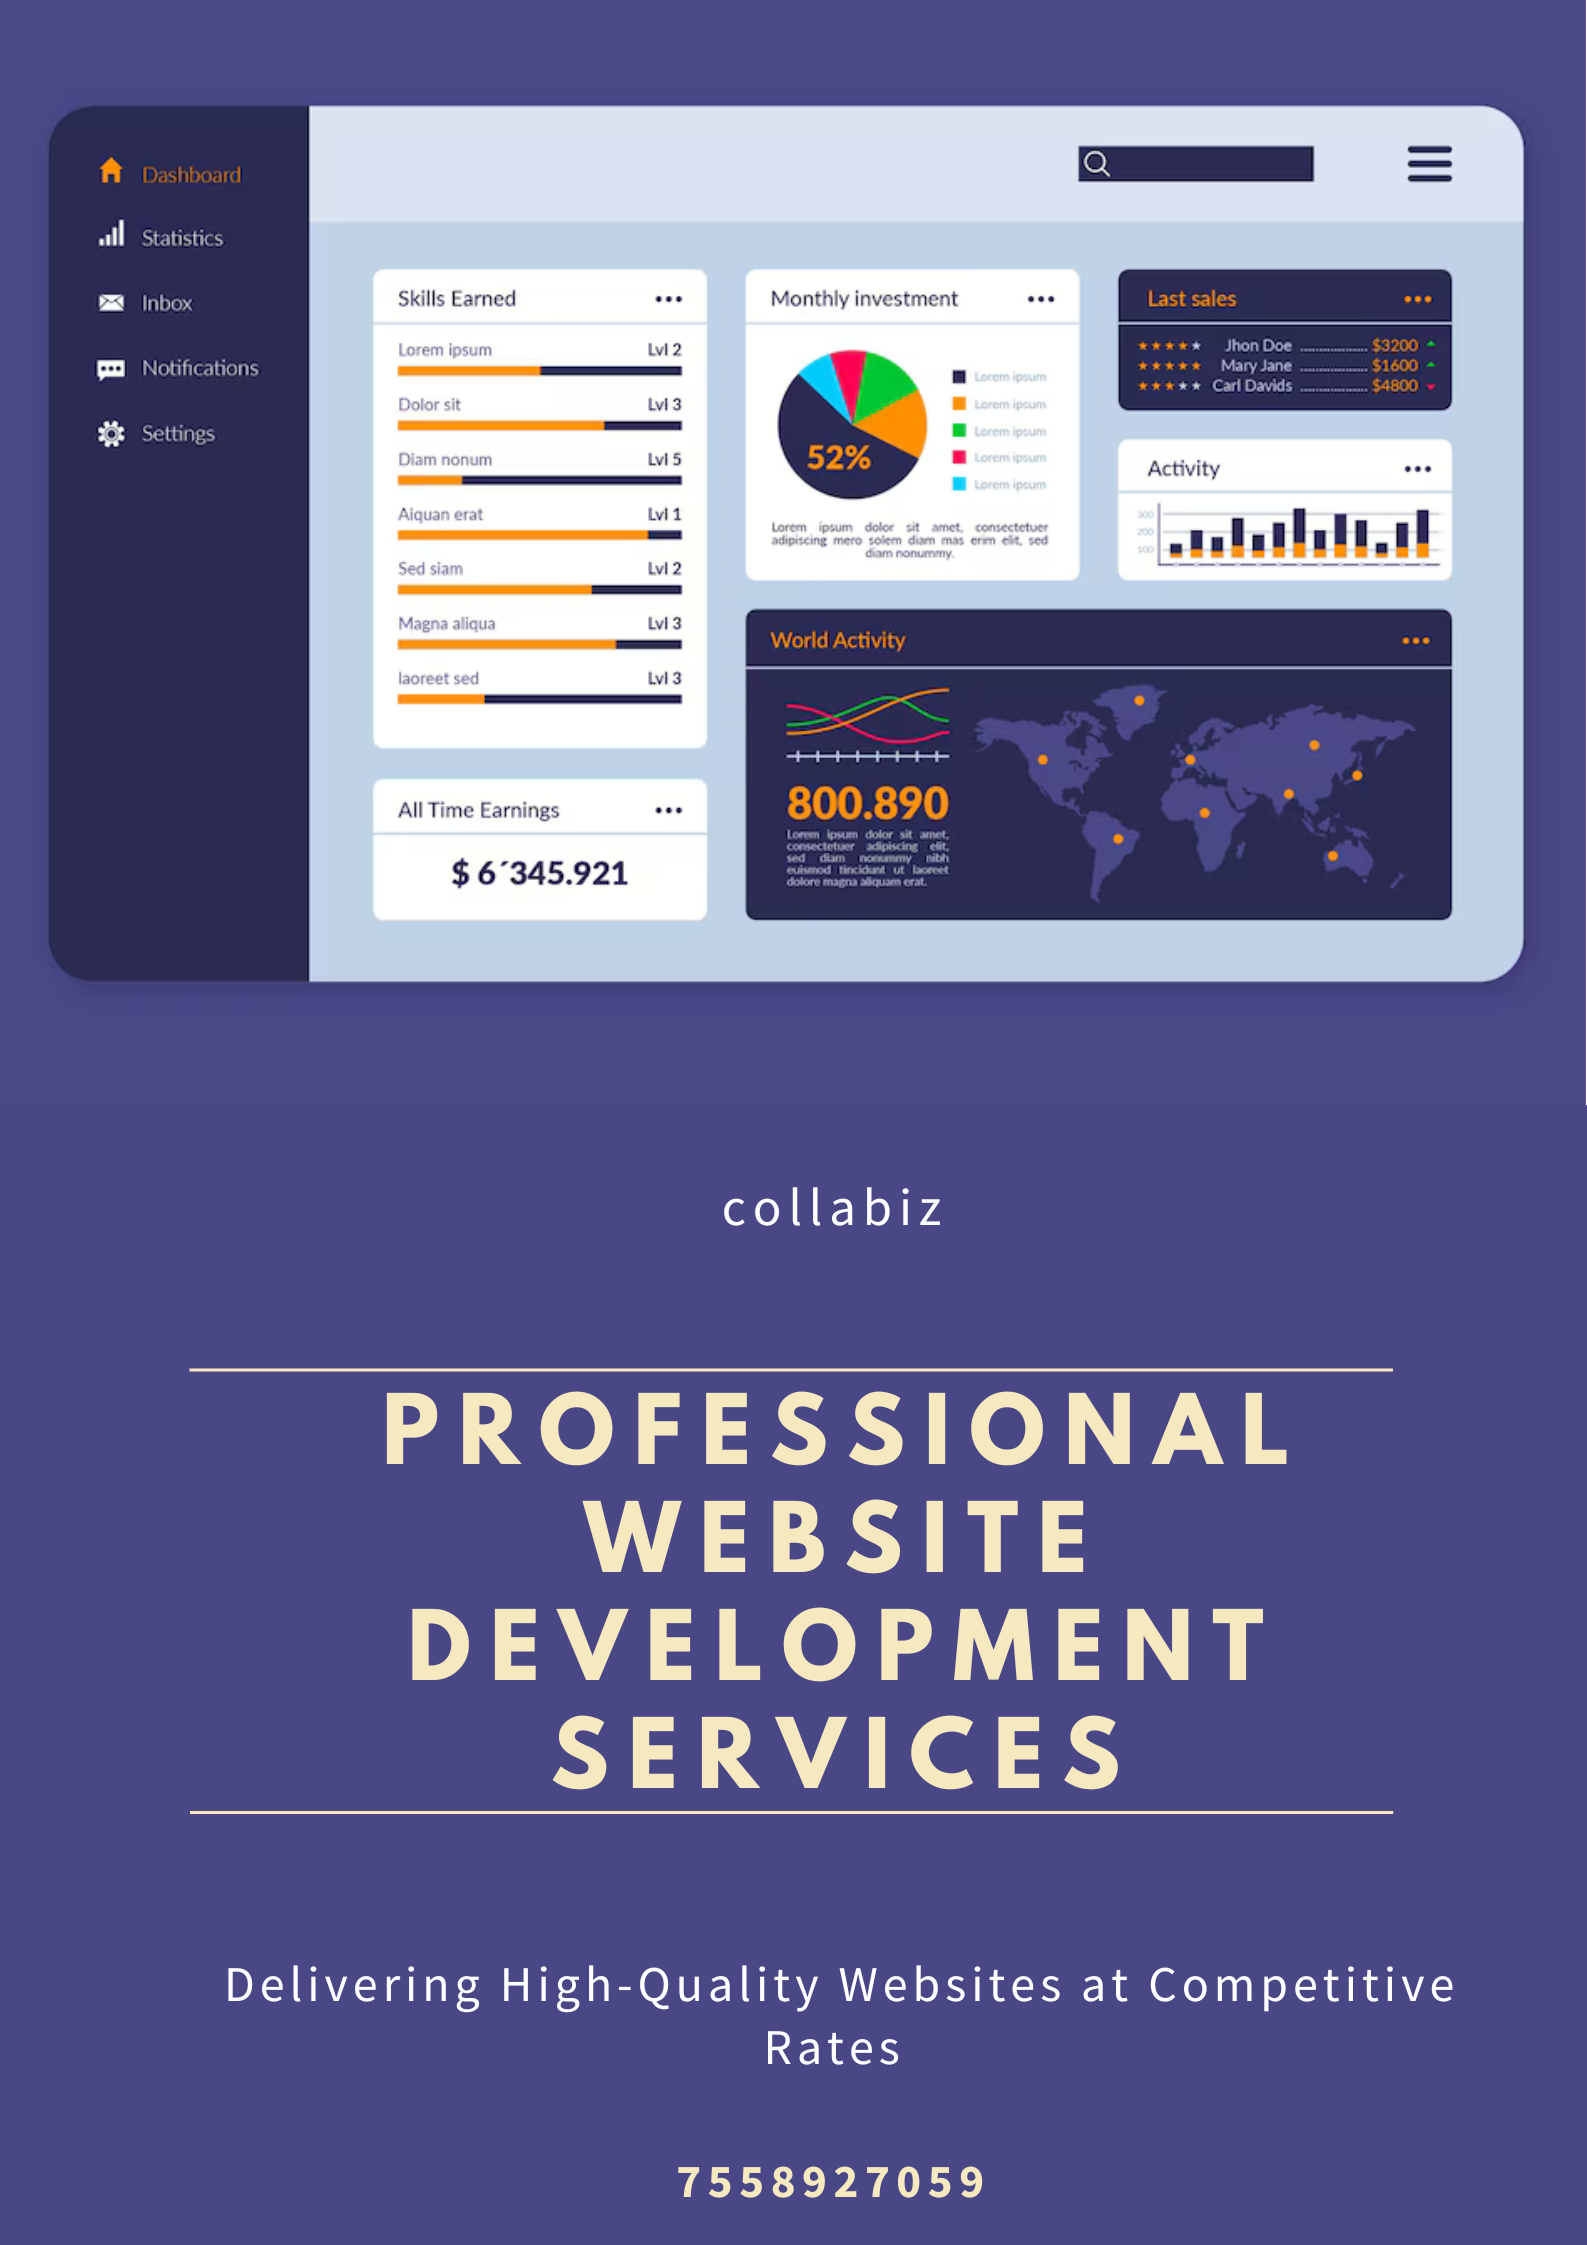 Dashboard
Statistics
Inbox
Notifications
Settings
Skills Earned
Lorem ipsum Lvl 2
Dolor sit Lvl 3
Diam nonum Lvl 5
Aiquan erat Lvl 1
Sed siam Lvl 2
Magna aliqua Lvl 3
laoreet sed Lvl 3
All Time Earnings
$ 6´345.921
Monthly investment
52%
Lorem ipsum
Lorem ipsum
Lorem ipsum
Lorem ipsum
Lorem ipsum
Lorem ipsum dolor sit amet, consectetuer
adipiscing mero solem diam mas erim elit, sed
diam nonummy.
Last sales
Jhon Doe .................... $3200
Mary Jane .................... $1600
Carl Davids .................... $4800
Activity
300
200
100
World Activity
800.890
Lorem ipsum dolor sit amet,
consectetuer adipiscing elit,
sed diam nonummy nibh
euismod tincidunt ut laoreet
dolore magna aliquam erat.
collabiz
PROFESSIONAL
WEBSITE
DEVELOPMENT
SERVICES
Delivering High-Quality Websites at Competitive
Rates
7558927059